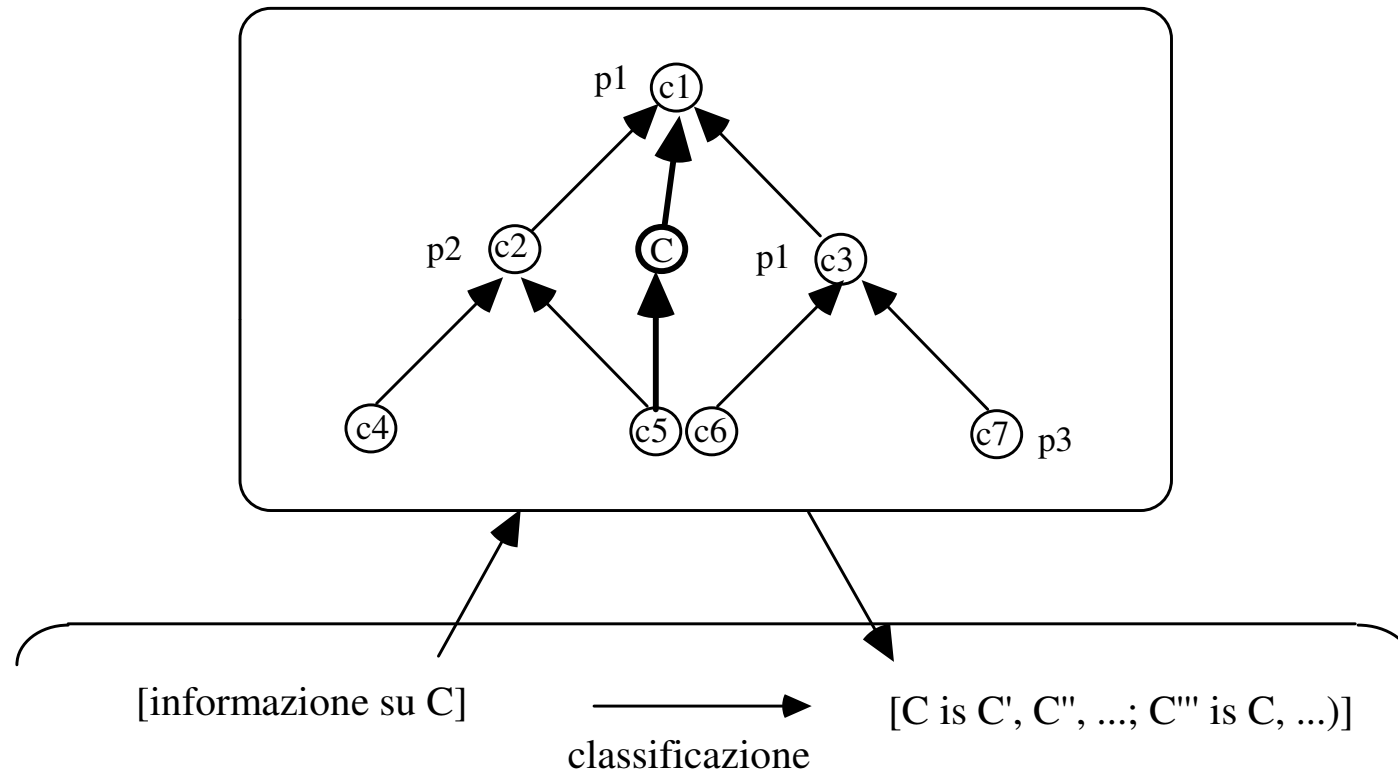 p1 c1
p2 c2 C p1 c3
c4 c5 c6 c7 p3
[informazione su C] [C is C', C'', ...; C''' is C, ...)]
classificazione